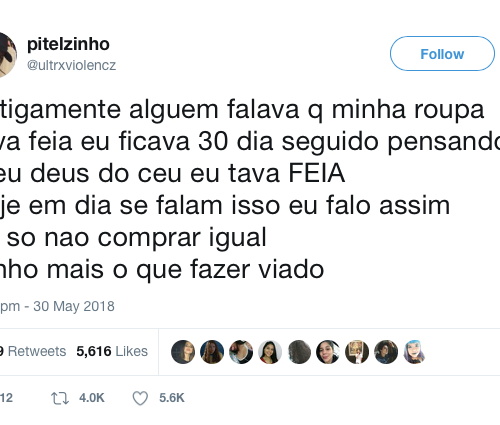 pitelzinho
@ultrxviolencz
Follow
tigamente alguem falava q minha roupa
va feia eu ficava 30 dia seguido pensando
eu deus do ceu eu tava FEIA
je em dia se falam isso eu falo assim
so nao comprar igual
nho mais o que fazer viado
pm - 30 May 2018
9 Retweets 5,616 Likes
12 4.0K 5.6K